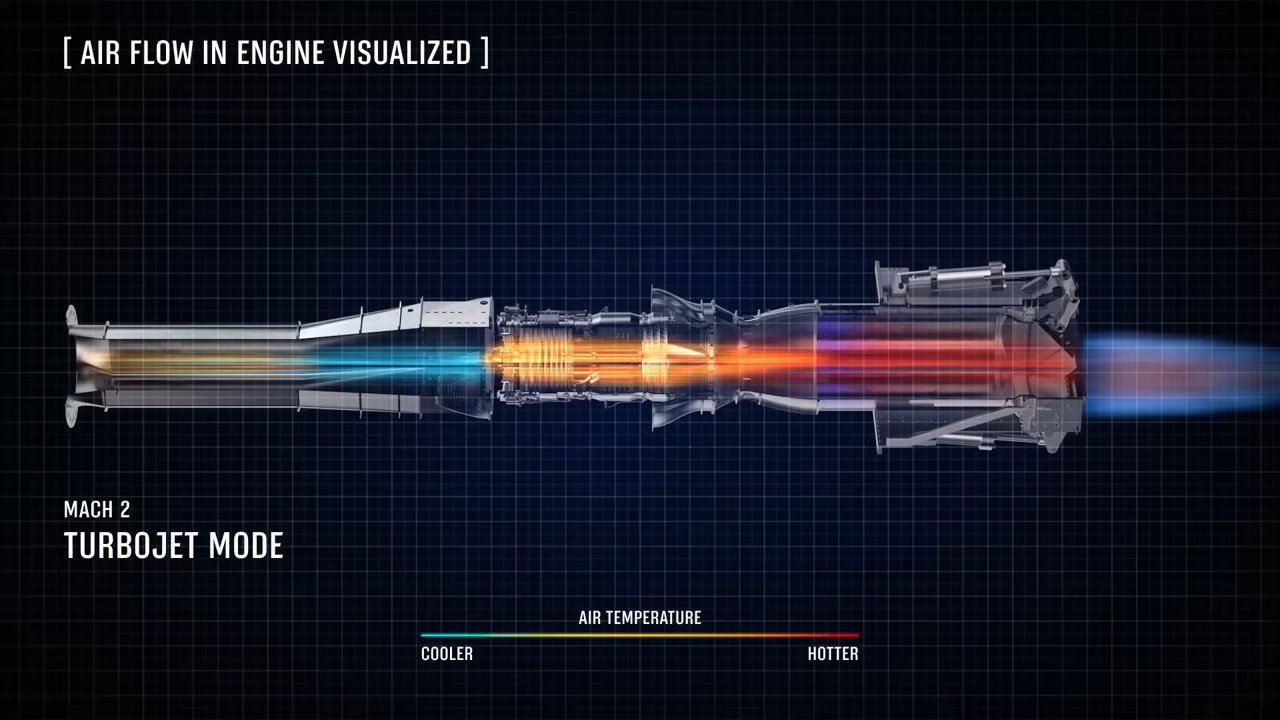 [ AIR FLOW IN ENGINE VISUALIZED ]
MACH 2
TURBOJET MODE
AIR TEMPERATURE
COOLER
HOTTER